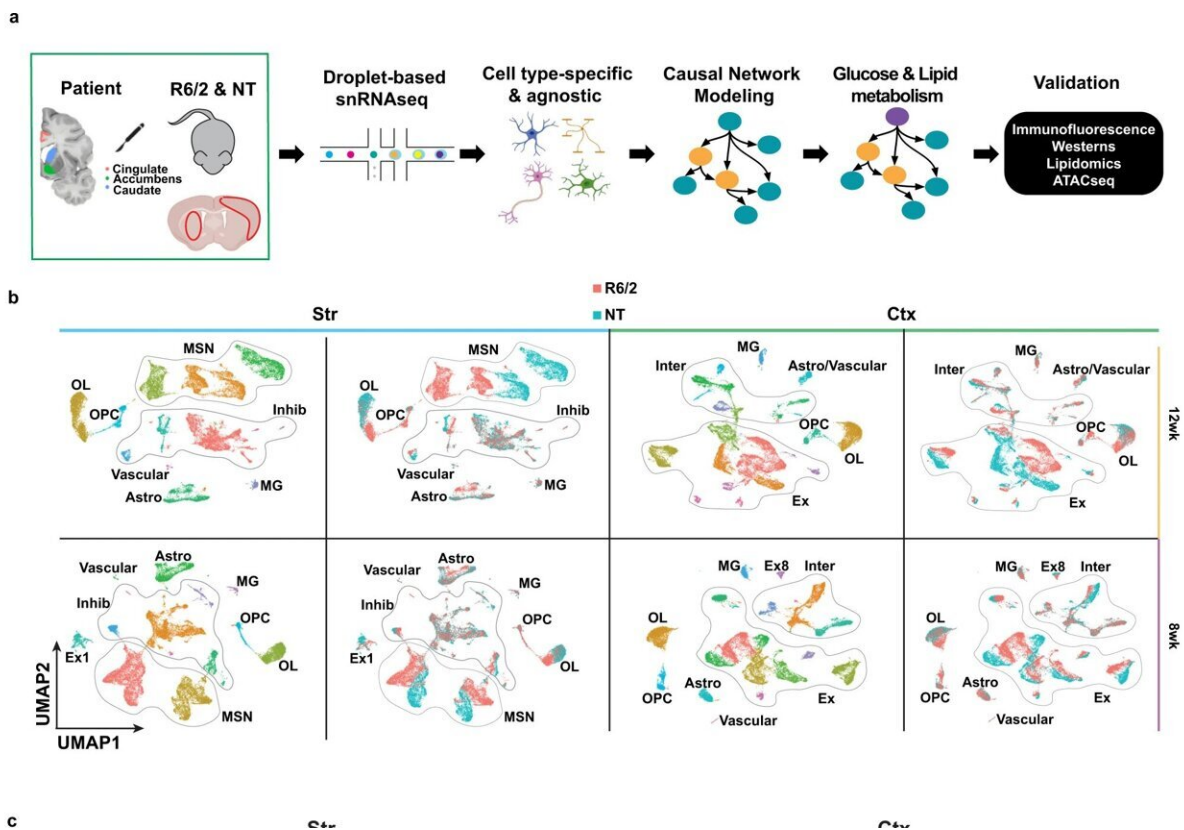 a
Patient
R6/2 & NT
Cingulate
Accumbens
Caudate
Droplet-based
snRNAseq
Cell type-specific
& agnostic
Causal Network
Modeling
Glucose & Lipid
metabolism
Validation
Immunofluorescence
Westerns
Lipidomics
ATACseq
b
R6/2
NT
Str
Ctx
MSN
OL
OPC
Inhib
Vascular
Astro
MG
MSN
OL
OPC
Inhib
Vascular
Astro
MG
Inter
MG
Astro/Vascular
OPC
OL
Ex
Inter
MG
Astro/Vascular
OPC
OL
Ex
12wk
Vascular
Astro
MG
Inhib
OPC
Ex1
OL
MSN
UMAP2
UMAP1
Vascular
Astro
MG
Inhib
OPC
Ex1
OL
MSN
MG
Ex8
Inter
OL
OPC
Astro
Ex
Vascular
MG
Ex8
Inter
OL
OPC
Astro
Ex
Vascular
8wk
c
Str
Ctx